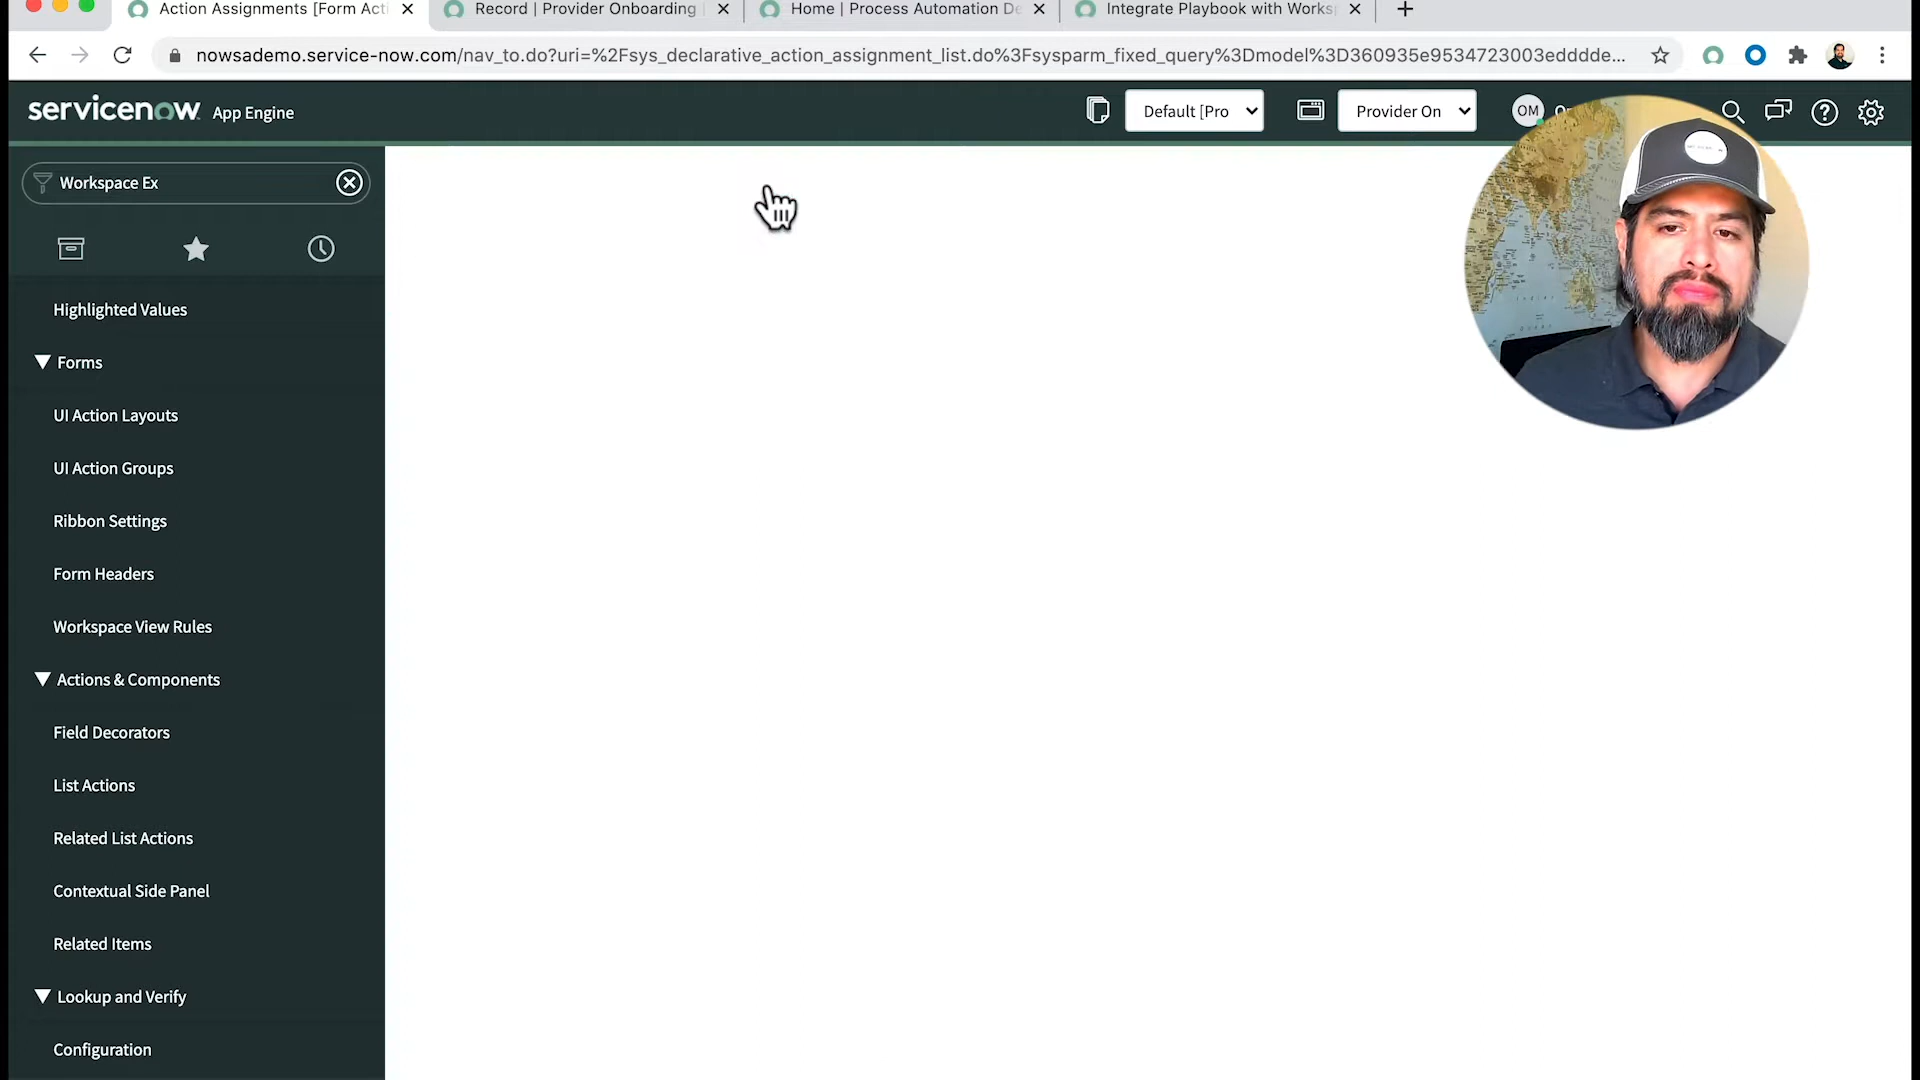 Action Assignments [Form Acti
Record | Provider Onboarding
Home | Process Automation De
Integrate Playbook with Works
nowsademo.service-now.com/nav_to.do?uri=%2Fsys_declarative_action_assignment_list.do%3Fsysparm_fixed_query%3Dmodel%3D360935e9534723003eddddde...
servicenow App Engine
Default [Pro
Provider On
OM
Workspace Ex
Highlighted Values
Forms
UI Action Layouts
UI Action Groups
Ribbon Settings
Form Headers
Workspace View Rules
Actions & Components
Field Decorators
List Actions
Related List Actions
Contextual Side Panel
Related Items
Lookup and Verify
Configuration